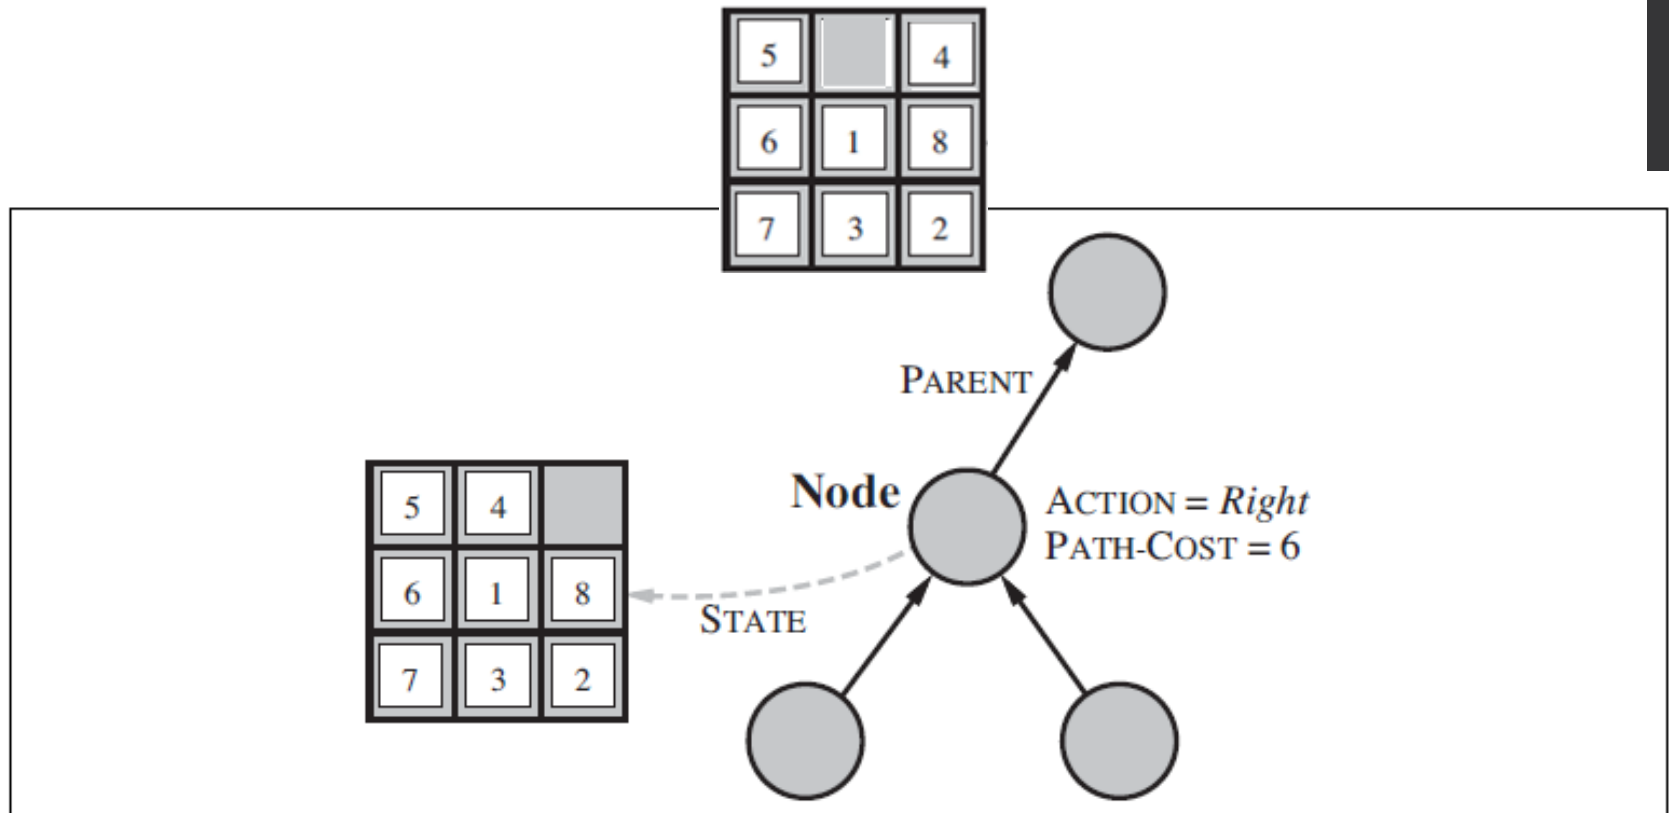 5 4
6 1 8
7 3 2
PARENT
Node
ACTION = Right
PATH-COST = 6
STATE
5 4
6 1 8
7 3 2